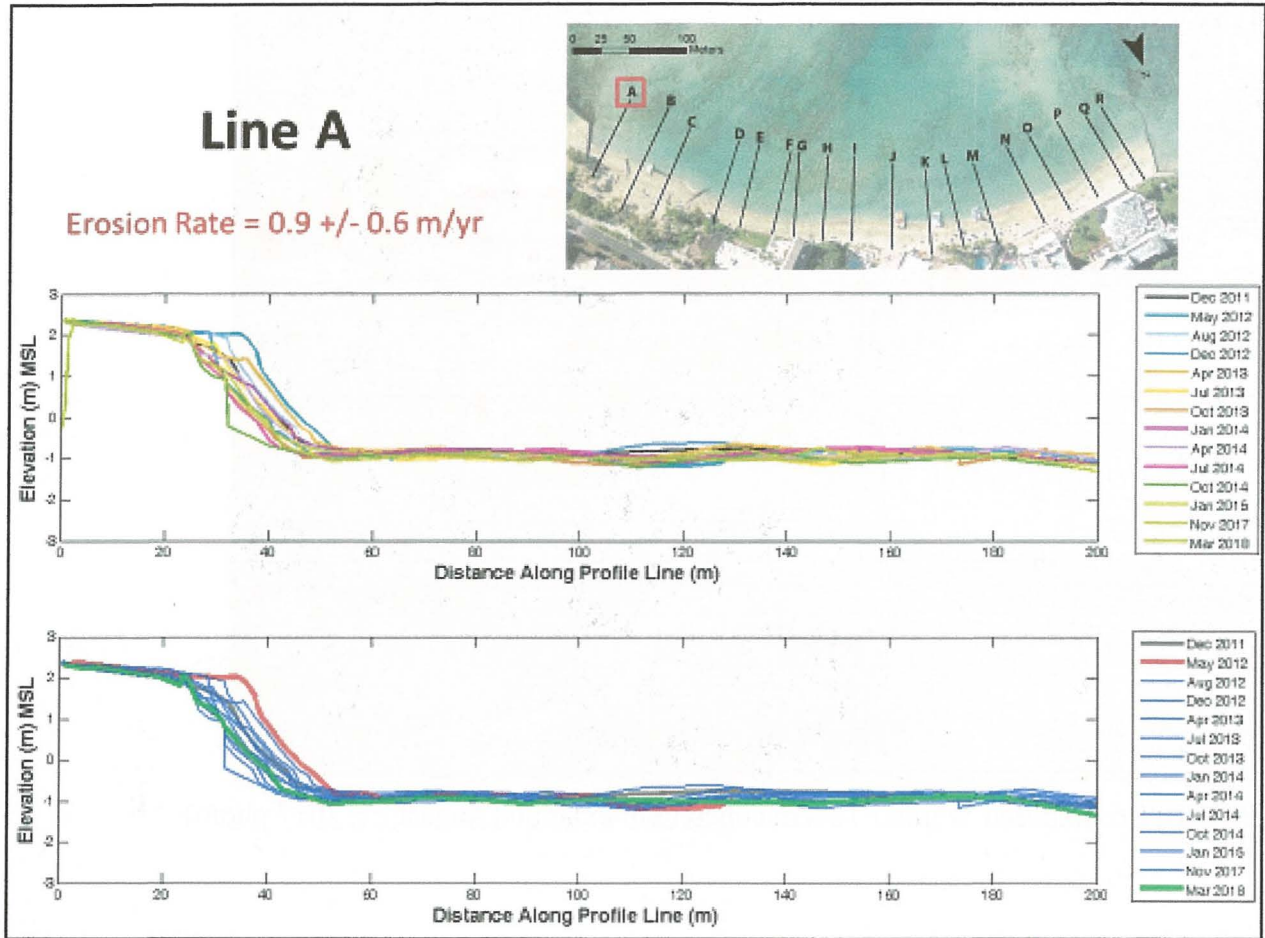 Line A
Erosion Rate = 0.9 +/- 0.6 m/yr
0 25 50 100
Meters
A B C D E F G H I J K L M N O P Q R
3
2
1
0
-1
-2
-3
Elevation (m) MSL
0 20 40 60 80 100 120 140 160 180 200
Distance Along Profile Line (m)
Dec 2011
May 2012
Aug 2012
Dec 2012
Apr 2013
Jul 2013
Oct 2013
Jan 2014
Apr 2014
Jul 2014
Oct 2014
Jan 2015
Nov 2017
Mar 2018
3
2
1
0
-1
-2
-3
Elevation (m) MSL
0 20 40 60 80 100 120 140 160 180 200
Distance Along Profile Line (m)
Dec 2011
May 2012
Aug 2012
Dec 2012
Apr 2013
Jul 2013
Oct 2013
Jan 2014
Apr 2014
Jul 2014
Oct 2014
Jan 2015
Nov 2017
Mar 2018